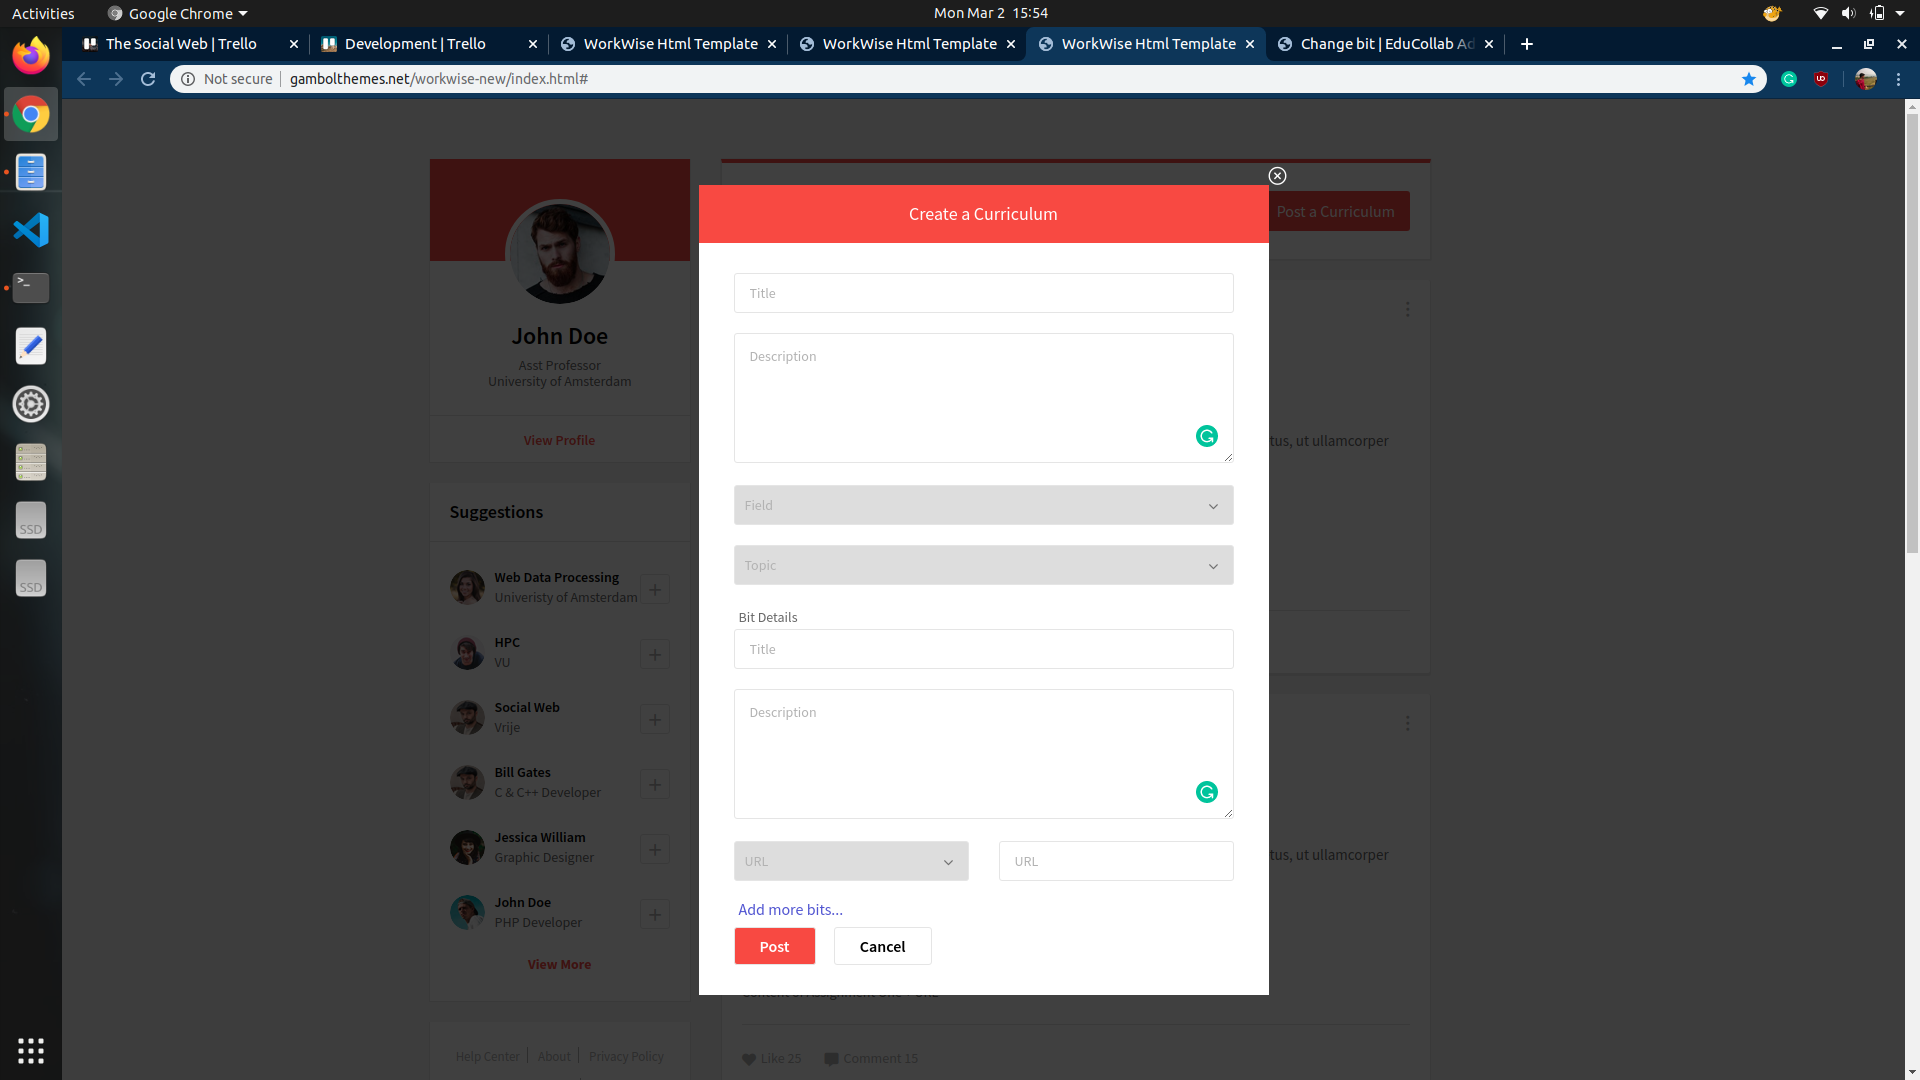 Activities
Google Chrome
Mon Mar 2 15:54
The Social Web | Trello
Development | Trello
WorkWise Html Template
WorkWise Html Template
WorkWise Html Template
Change bit | EduCollab Ad
Not secure
gambolthemes.net/workwise-new/index.html#
Create a Curriculum
Post a Curriculum
Title
John Doe
Asst Professor
University of Amsterdam
Description
View Profile
tus, ut ullamcorper
Suggestions
Field
Topic
Web Data Processing
Univeristy of Amsterdam
Bit Details
HPC
VU
Title
Social Web
Vrije
Description
Bill Gates
C & C++ Developer
Jessica William
Graphic Designer
URL
URL
tus, ut ullamcorper
John Doe
PHP Developer
Add more bits...
Post
Cancel
View More
Help Center
About
Privacy Policy
Like 25
Comment 15
SSD
SSD